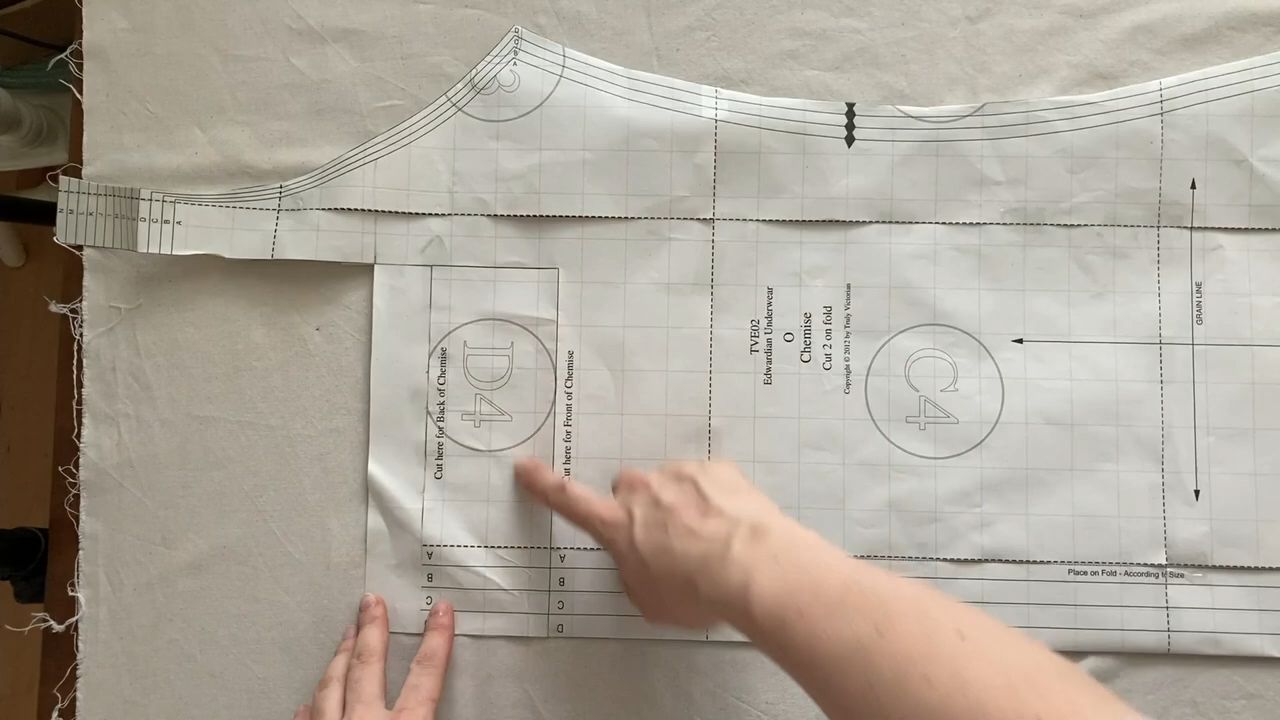 TVE02
Edwardian Underwear
O
Chemise
Cut 2 on fold
Copyright © 2012 by Truly Victorian
Cut here for Back of Chemise
Cut here for Front of Chemise
D4
C4
3
GRAIN LINE
Place on Fold - According to Size
D
C
B
A
A
B
C
A
B
C
D